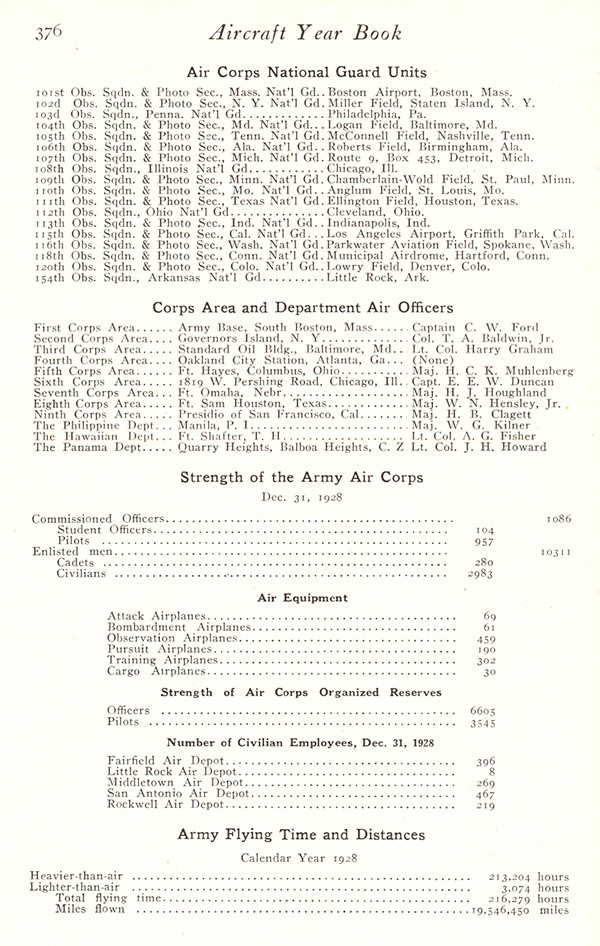 376 Aircraft Year Book
Air Corps National Guard Units
101st Obs. Sqdn. & Photo Sec., Mass. Nat'l Gd..Boston Airport, Boston, Mass.
102d Obs. Sqdn. & Photo Sec., N. Y. Nat'l Gd.Miller Field, Staten Island, N. Y.
103d Obs. Sqdn., Penna. Nat'l Gd............Philadelphia, Pa.
104th Obs. Sqdn. & Photo Sec., Md. Nat'l Gd...Logan Field, Baltimore, Md.
105th Obs. Sqdn. & Photo Sec., Tenn. Nat'l Gd.McConnell Field, Nashville, Tenn.
106th Obs. Sqdn. & Photo Sec., Ala. Nat'l Gd..Roberts Field, Birmingham, Ala.
107th Obs. Sqdn. & Photo Sec., Mich. Nat'l Gd.Route 9, Box 453, Detroit, Mich.
108th Obs. Sqdn., Illinois Nat'l Gd...........Chicago, Ill.
109th Obs. Sqdn. & Photo Sec., Minn. Nat'l Gd.Chamberlain-Wold Field, St. Paul, Minn.
110th Obs. Sqdn. & Photo Sec., Mo. Nat'l Gd...Anglum Field, St. Louis, Mo.
111th Obs. Sqdn. & Photo Sec., Texas Nat'l Gd.Ellington Field, Houston, Texas.
112th Obs. Sqdn., Ohio Nat'l Gd..............Cleveland, Ohio.
113th Obs. Sqdn. & Photo Sec., Ind. Nat'l Gd..Indianapolis, Ind.
115th Obs. Sqdn. & Photo Sec., Cal. Nat'l Gd...Los Angeles Airport, Griffith Park, Cal.
116th Obs. Sqdn. & Photo Sec., Wash. Nat'l Gd.Parkwater Aviation Field, Spokane, Wash.
118th Obs. Sqdn. & Photo Sec., Conn. Nat'l Gd.Municipal Airdrome, Hartford, Conn.
120th Obs. Sqdn. & Photo Sec., Colo. Nat'l Gd..Lowry Field, Denver, Colo.
154th Obs. Sqdn., Arkansas Nat'l Gd..........Little Rock, Ark.
Corps Area and Department Air Officers
First Corps Area...... Army Base, South Boston, Mass...... Captain C. W. Ford
Second Corps Area.... Governors Island, N. Y.............. Col. T. A. Baldwin, Jr.
Third Corps Area..... Standard Oil Bldg., Baltimore, Md.. Lt. Col. Harry Graham
Fourth Corps Area.... Oakland City Station, Atlanta, Ga... (None)
Fifth Corps Area..... Ft. Hayes, Columbus, Ohio...........Maj. H. C. K. Muhlenberg
Sixth Corps Area..... 1819 W. Pershing Road, Chicago, Ill.. Capt. E. E. W. Duncan
Seventh Corps Area... Ft. Omaha, Nebr.................... Maj. H. J. Houghland
Eighth Corps Area..... Ft. Sam Houston, Texas............ Maj. W. N. Hensley, Jr.
Ninth Corps Area..... Presidio of San Francisco, Cal....... Maj. H. B. Clagett
The Philippine Dept... Manila, P. I.......................Maj. W. G. Kilner
The Hawaiian Dept... Ft. Shafter, T. H.................. Lt. Col. A. G. Fisher
The Panama Dept..... Quarry Heights, Balboa Heights, C. Z Lt. Col. J. H. Howard
Strength of the Army Air Corps
Dec. 31, 1928
Commissioned Officers............................................ 1086
Student Officers............................................. 104
Pilots ..................................................... 957
Enlisted men.................................................. 10311
Cadets .................................................... 280
Civilians .................................................. 2983
Air Equipment
Attack Airplanes...................................... 69
Bombardment Airplanes................................ 61
Observation Airplanes................................. 459
Pursuit Airplanes..................................... 190
Training Airplanes.................................... 302
Cargo Airplanes...................................... 30
Strength of Air Corps Organized Reserves
Officers ............................................. 6605
Pilots ............................................... 3545
Number of Civilian Employees, Dec. 31, 1928
Fairfield Air Depot................................... 396
Little Rock Air Depot................................. 8
Middletown Air Depot................................ 269
San Antonio Air Depot............................... 467
Rockwell Air Depot................................... 219
Army Flying Time and Distances
Calendar Year 1928
Heavier-than-air .................................................. 213,204 hours
Lighter-than-air .................................................. 3,074 hours
Total flying time............................................... 216,279 hours
Miles flown ...................................................19,546,450 miles